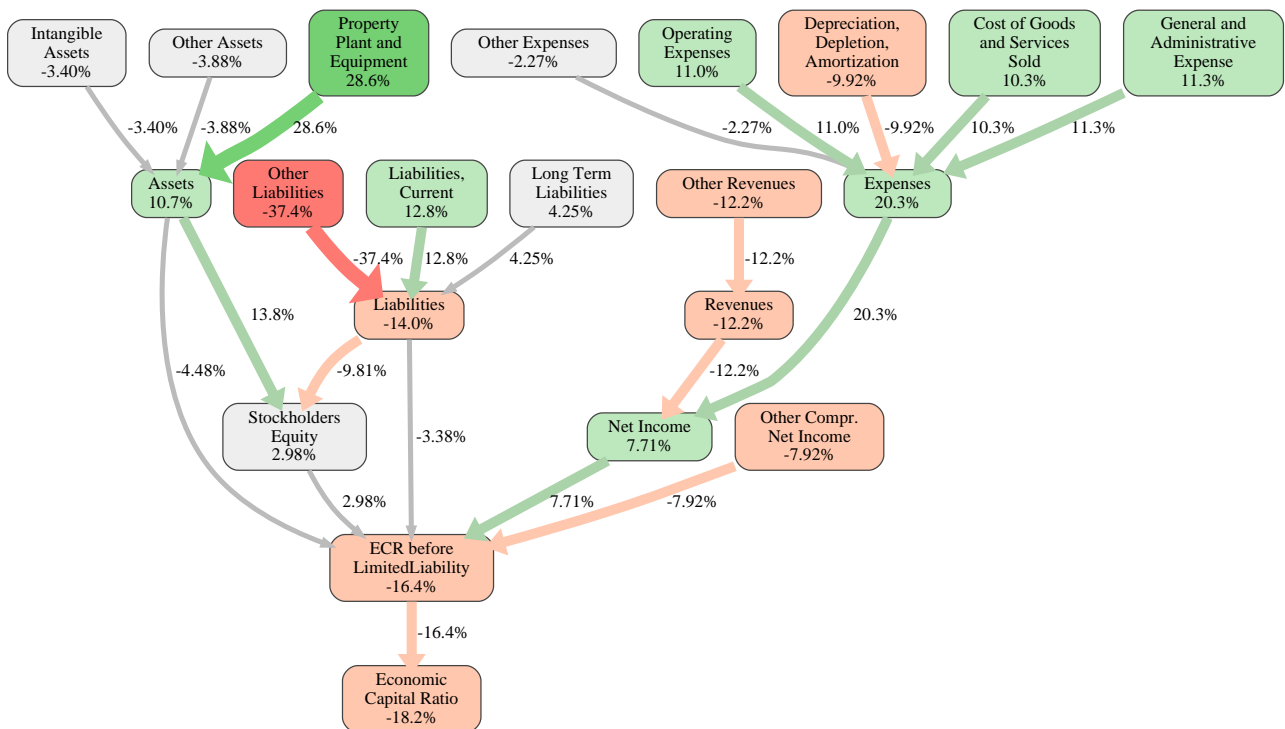 Intangible
Assets
-3.40%
Other Assets
-3.88%
Property
Plant and
Equipment
28.6%
Other Expenses
-2.27%
Operating
Expenses
11.0%
Depreciation,
Depletion,
Amortization
-9.92%
Cost of Goods
and Services
Sold
10.3%
General and
Administrative
Expense
11.3%
-3.40%
-3.88%
28.6%
-2.27%
11.0%
-9.92%
10.3%
11.3%
Assets
10.7%
Other
Liabilities
-37.4%
Liabilities,
Current
12.8%
Long Term
Liabilities
4.25%
Other Revenues
-12.2%
Expenses
20.3%
-37.4%
12.8%
4.25%
-12.2%
Liabilities
-14.0%
Revenues
-12.2%
13.8%
20.3%
-4.48%
-9.81%
-12.2%
Stockholders
Equity
2.98%
-3.38%
Net Income
7.71%
Other Compr.
Net Income
-7.92%
2.98%
7.71%
-7.92%
ECR before
LimitedLiability
-16.4%
-16.4%
Economic
Capital Ratio
-18.2%